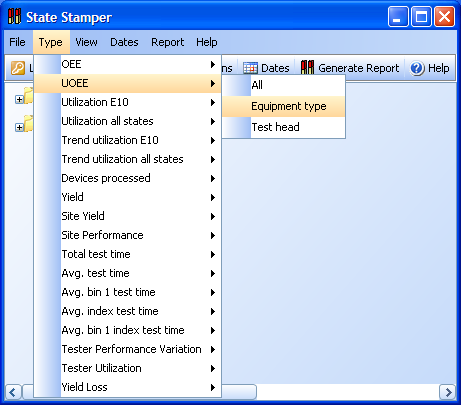 State Stamper
File Type View Dates Report Help
L ns Dates Generate Report Help
OEE
UOEE
Utilization E10
Utilization all states
Trend utilization E10
Trend utilization all states
Devices processed
Yield
Site Yield
Site Performance
Total test time
Avg. test time
Avg. bin 1 test time
Avg. index test time
Avg. bin 1 index test time
Tester Performance Variation
Tester Utilization
Yield Loss
All
Equipment type
Test head